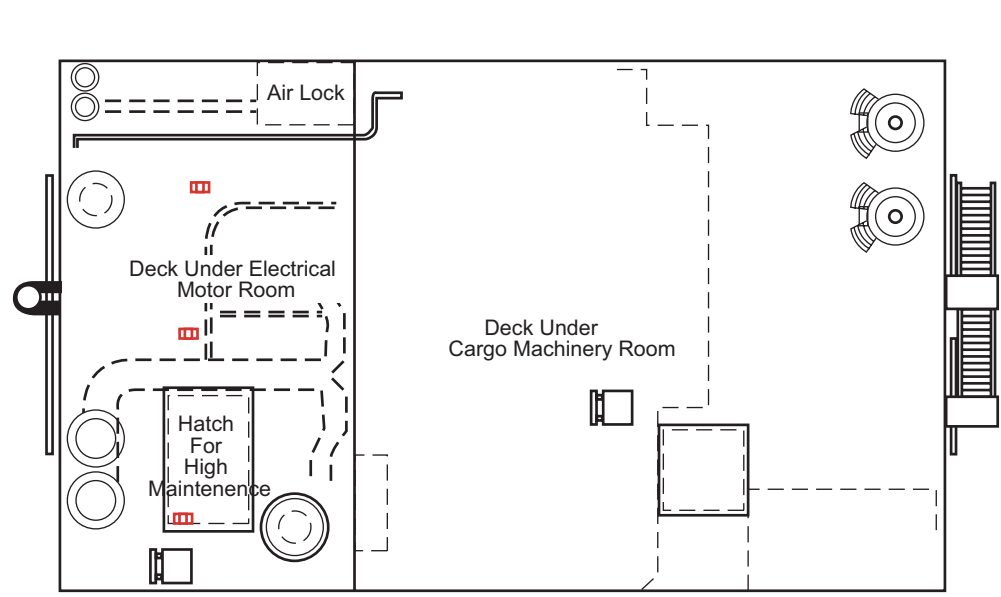 Air Lock
Deck Under Electrical
Motor Room
Deck Under
Cargo Machinery Room
Hatch
For
High
Maintenence